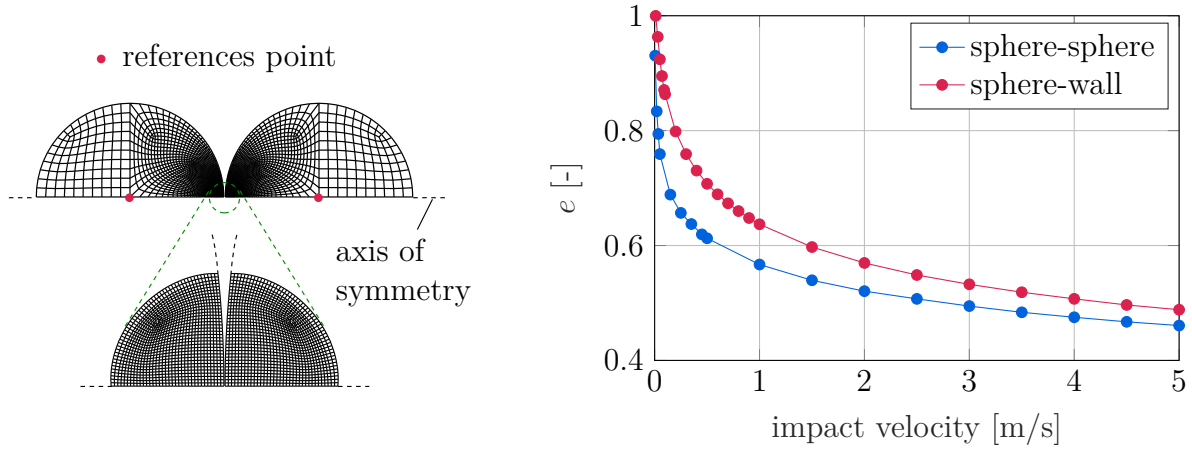 references point
axis of
symmetry
1
0.8
0.6
0.4
e [-]
sphere-sphere
sphere-wall
0 1 2 3 4 5
impact velocity [m/s]